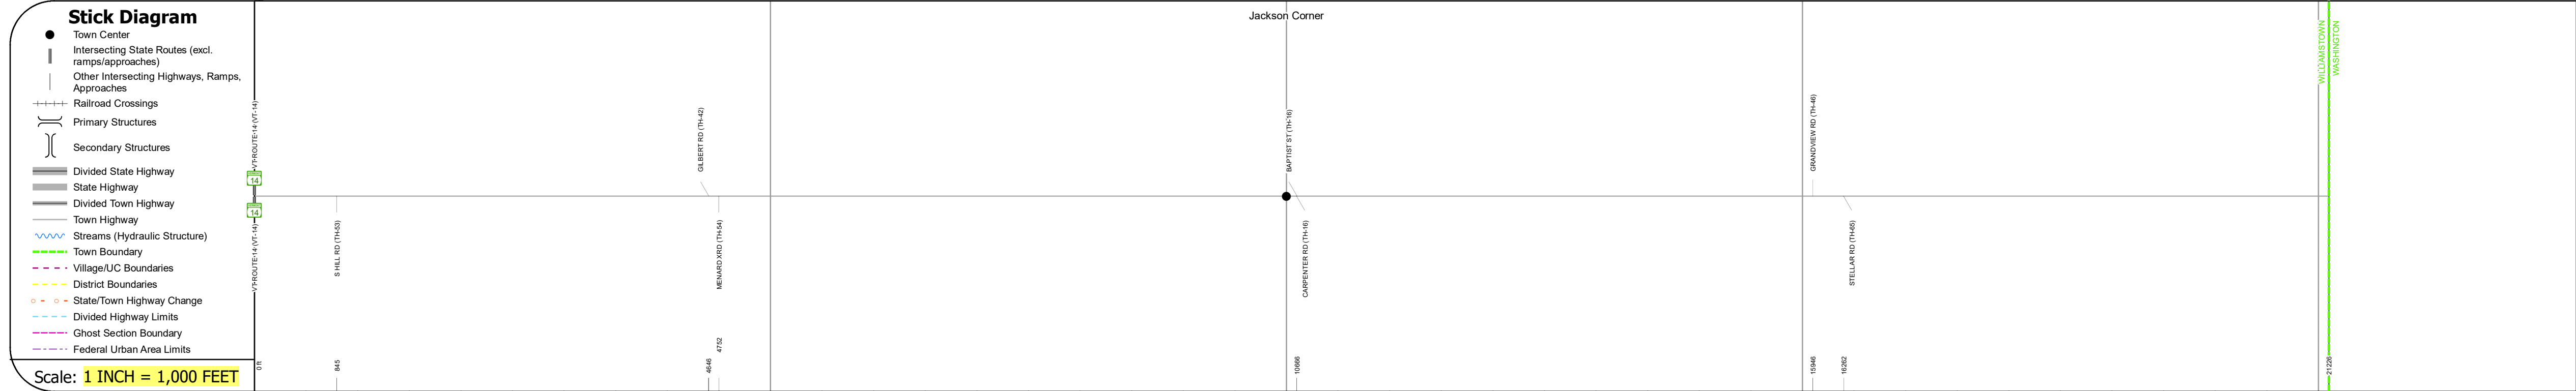 Stick Diagram
Town Center
Intersecting State Routes (excl.
ramps/approaches)
Other Intersecting Highways, Ramps,
Approaches
Railroad Crossings
Primary Structures
Secondary Structures
Divided State Highway
State Highway
Divided Town Highway
Town Highway
Streams (Hydraulic Structure)
Town Boundary
Village/UC Boundaries
District Boundaries
State/Town Highway Change
Divided Highway Limits
Ghost Section Boundary
Federal Urban Area Limits
Scale: 1 INCH = 1,000 FEET
Jackson Corner
WILLIAMSTOWN
WASHINGTON
VT-ROUTE-14 (VT-14)
GILBERT RD (TH-42)
BAPTIST ST (TH-16)
GRANDVIEW RD (TH-46)
14
14
VT-ROUTE-14 (VT-14)
S HILL RD (TH-53)
MENARD XRD (TH-54)
CARPENTER RD (TH-16)
STELLAR RD (TH-65)
0 ft
845
4646
4752
10666
15946
16262
21226